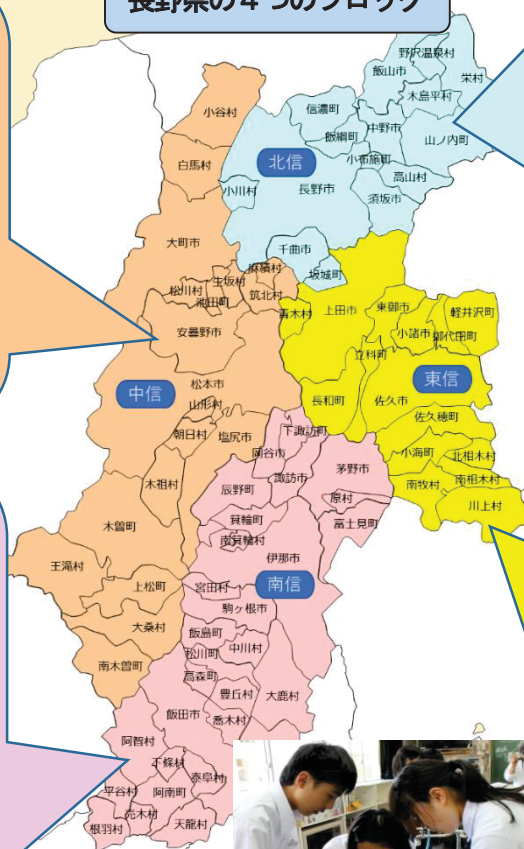 長野県の４つのブロック
野沢温泉村
飯山市
栄村
木島平村
小谷村
信濃町
中野市
飯綱町
山ノ内町
小布施町
北信
白馬村
高山村
小川村
長野市
須坂市
大町市
千曲市
麻績村
坂城町
生坂村
松川村
池田町
筑北村
青木村
上田市
東御市
軽井沢町
小諸市
御代田町
安曇野市
立科町
東信
松本市
中信
山形村
長和町
佐久市
佐久穂町
朝日村
塩尻市
下諏訪町
岡谷市
小海町
北相木村
茅野市
諏訪市
木祖村
辰野町
原村
南牧村
南相木村
川上村
箕輪町
富士見町
木曽町
南箕輪村
伊那市
王滝村
上松町
宮田村
南信
駒ヶ根市
大桑村
飯島町
松川町
中川村
南木曽町
高森町
豊丘村
大鹿村
飯田市
喬木村
阿智村
下條村
泰阜村
平谷村
阿南町
売木村
根羽村
天龍村